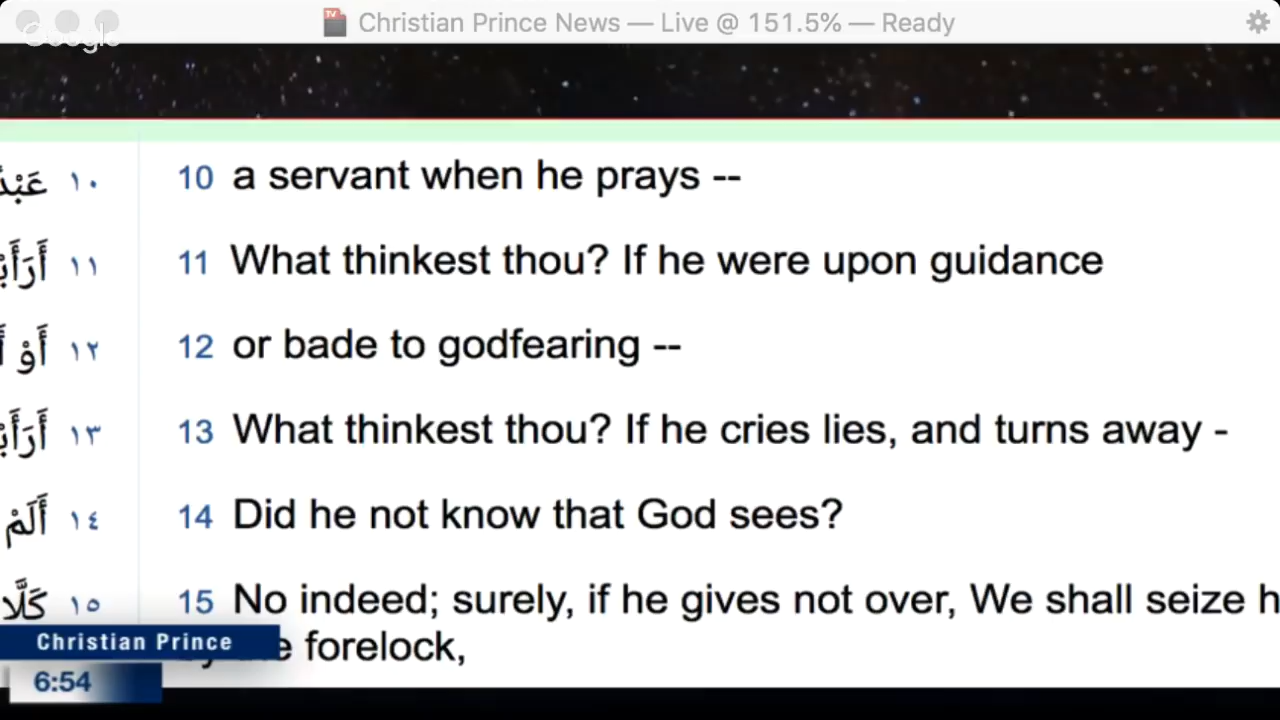 Christian Prince News — Live @ 151.5% — Ready
Google
١٠
10 a servant when he prays --
١١
11 What thinkest thou? If he were upon guidance
١٢ أَوْ
12 or bade to godfearing --
١٣
13 What thinkest thou? If he cries lies, and turns away -
١٤ أَلَمْ
14 Did he not know that God sees?
١٥ كَلَّا
15 No indeed; surely, if he gives not over, We shall seize
forelock,
Christian Prince
6:54